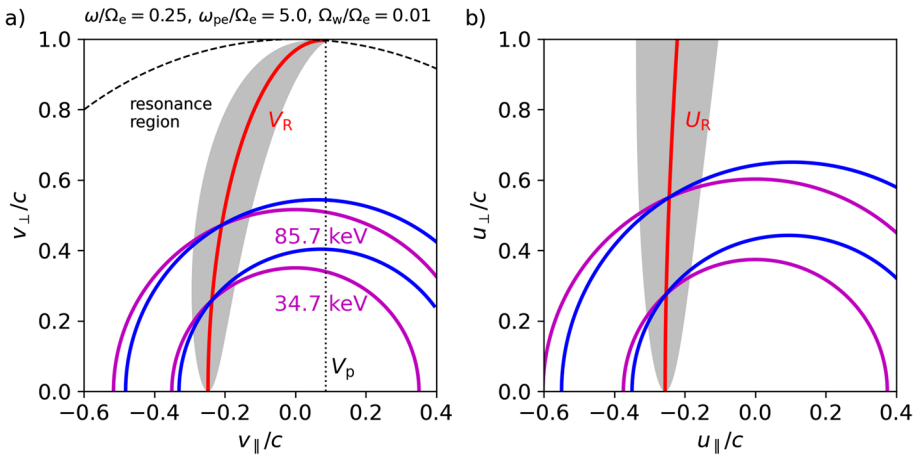 a)
ω/Ωe = 0.25, ωpe/Ωe = 5.0, Ωw/Ωe = 0.01
b)
1.0
0.8
0.6
0.4
0.2
0.0
v⊥/c
resonance
region
VR
85.7 keV
34.7 keV
Vp
−0.6 −0.4 −0.2 0.0 0.2 0.4
v∥/c
1.0
0.8
0.6
0.4
0.2
0.0
u⊥/c
UR
−0.6 −0.4 −0.2 0.0 0.2 0.4
u∥/c